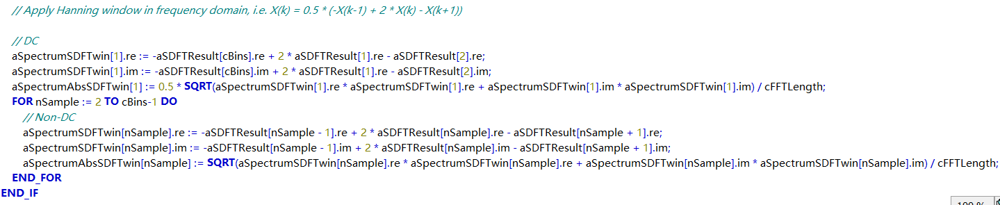 // Apply Hanning window in frequency domain, i.e. X(k) = 0.5 * (-X(k-1) + 2 * X(k) - X(k+1))
// DC
aSpectrumSDFTwin[1].re := -aSDFTResult[cBins].re + 2 * aSDFTResult[1].re - aSDFTResult[2].re;
aSpectrumSDFTwin[1].im := -aSDFTResult[cBins].im + 2 * aSDFTResult[1].re - aSDFTResult[2].im;
aSpectrumAbsSDFTwin[1] := 0.5 * SQRT(aSpectrumSDFTwin[1].re * aSpectrumSDFTwin[1].re + aSpectrumSDFTwin[1].im * aSpectrumSDFTwin[1].im) / cFFTLength;
FOR nSample := 2 TO cBins-1 DO
// Non-DC
aSpectrumSDFTwin[nSample].re := -aSDFTResult[nSample - 1].re + 2 * aSDFTResult[nSample].re - aSDFTResult[nSample + 1].re;
aSpectrumSDFTwin[nSample].im := -aSDFTResult[nSample - 1].im + 2 * aSDFTResult[nSample].im - aSDFTResult[nSample + 1].im;
aSpectrumAbsSDFTwin[nSample] := SQRT(aSpectrumSDFTwin[nSample].re * aSpectrumSDFTwin[nSample].re + aSpectrumSDFTwin[nSample].im * aSpectrumSDFTwin[nSample].im) / cFFTLength;
END_FOR
END_IF